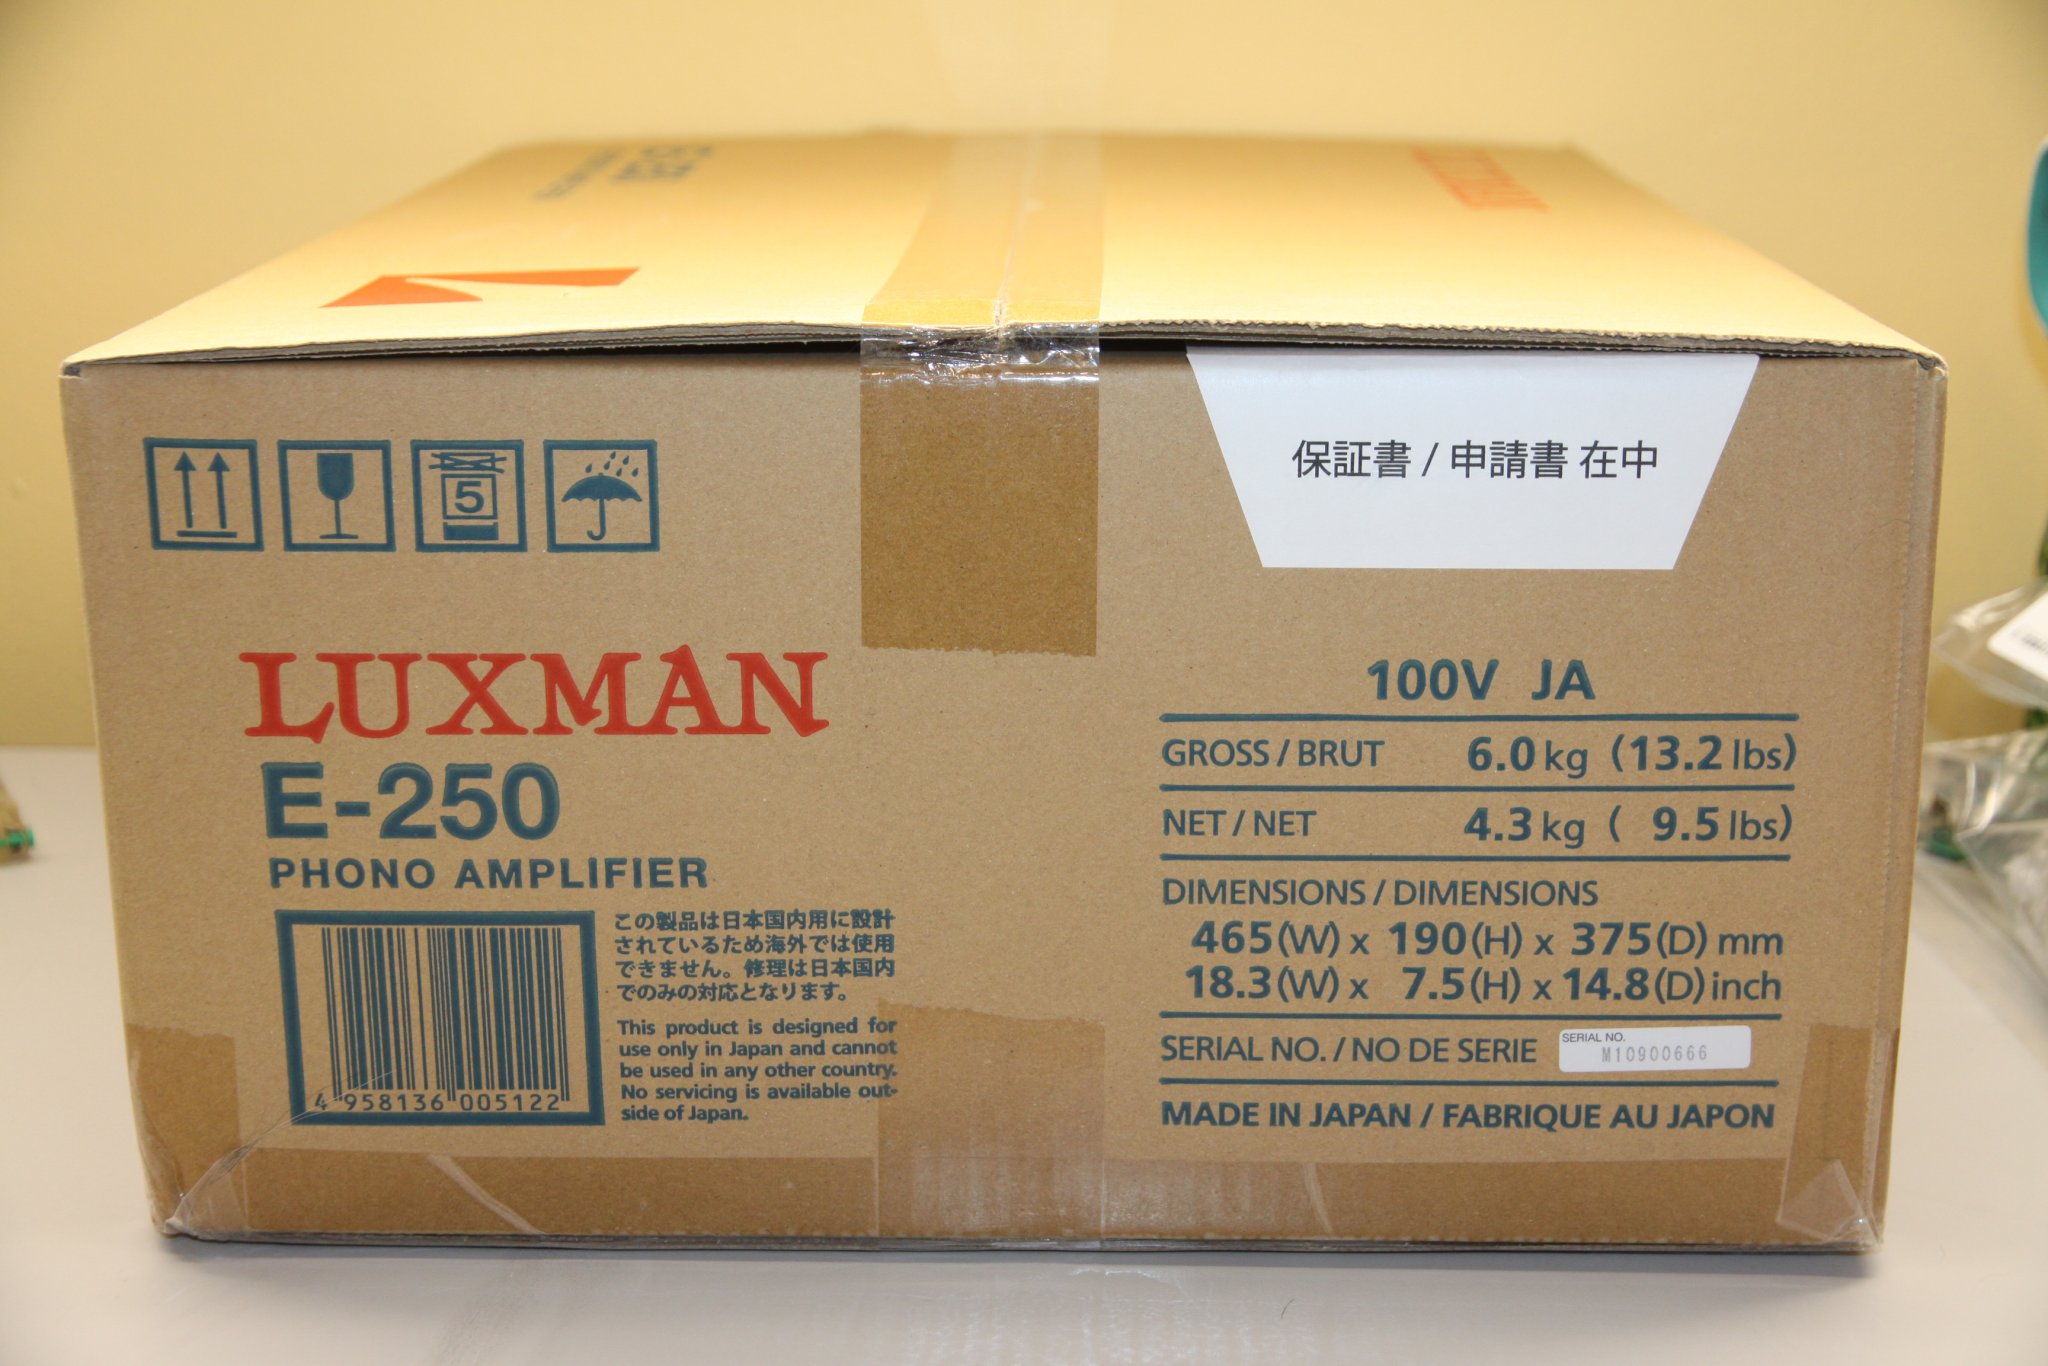 E-250
LUXMAN
保証書 / 申請書 在中
5
LUXMAN
E-250
PHONO AMPLIFIER
4 958136 005122
この製品は日本国内用に設計
されているため海外では使用
できません。修理は日本国内
でのみの対応となります。
This product is designed for
use only in Japan and cannot
be used in any other country.
No servicing is available out-
side of Japan.
100V JA
GROSS / BRUT 6.0 kg (13.2 lbs)
NET / NET 4.3 kg ( 9.5 lbs)
DIMENSIONS / DIMENSIONS
465(W) x 190(H) x 375(D) mm
18.3(W) x 7.5(H) x 14.8(D) inch
SERIAL NO. / NO DE SERIE
SERIAL NO.
M10900666
MADE IN JAPAN / FABRIQUE AU JAPON